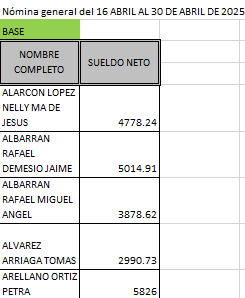 Nómina general del 16 ABRIL AL 30 DE ABRIL DE 2025
BASE
NOMBRE
COMPLETO
SUELDO NETO
ALARCON LOPEZ
NELLY MA DE
JESUS 4778.24
ALBARRAN
RAFAEL
DEMESIO JAIME 5014.91
ALBARRAN
RAFAEL MIGUEL
ANGEL 3878.62
ALVAREZ
ARRIAGA TOMAS 2990.73
ARELLANO ORTIZ
PETRA 5826